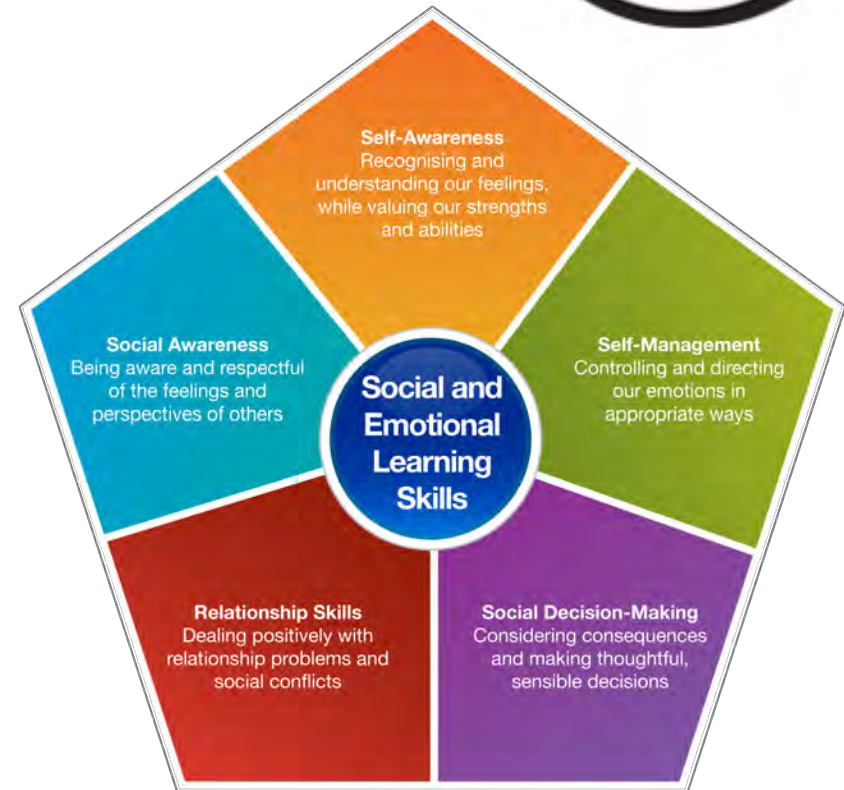 Self-Awareness
Recognising and
understanding our feelings,
while valuing our strengths
and abilities
Social Awareness
Being aware and respectful
of the feelings and
perspectives of others
Self-Management
Controlling and directing
our emotions in
appropriate ways
Social and
Emotional
Learning
Skills
Relationship Skills
Dealing positively with
relationship problems and
social conflicts
Social Decision-Making
Considering consequences
and making thoughtful,
sensible decisions